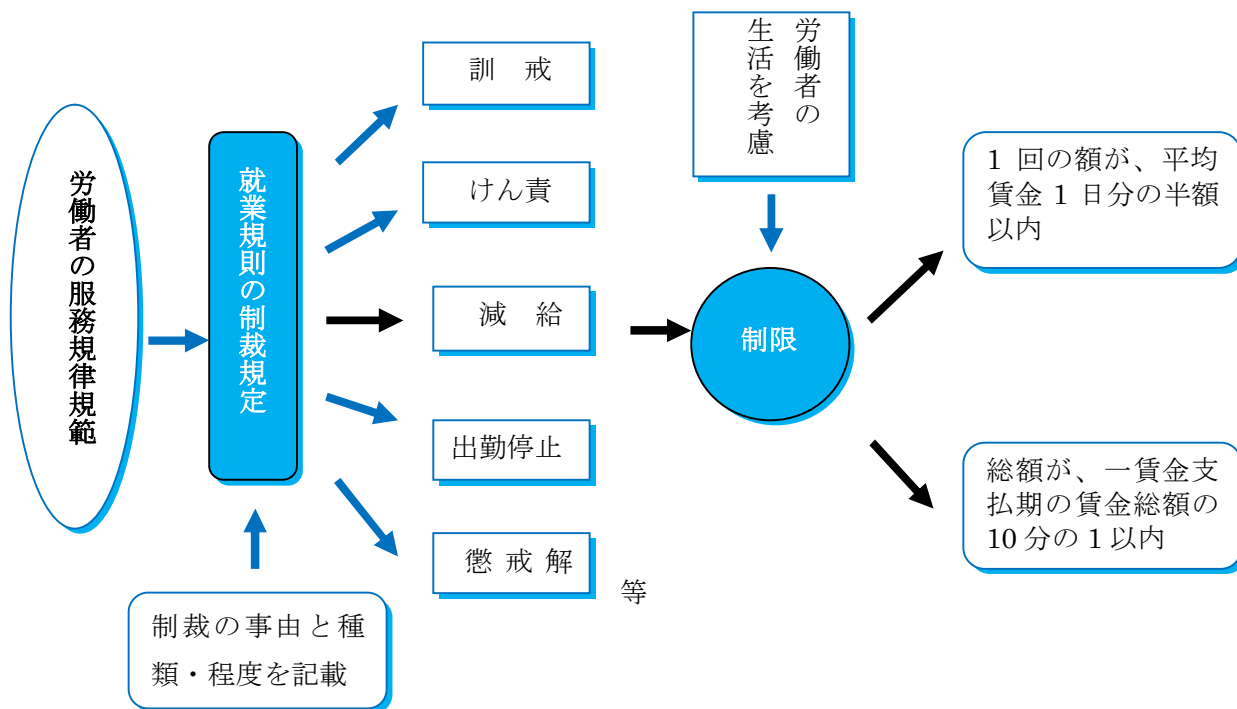 労働者の服務規律規範
就業規則の制裁規定
制裁の事由と種
類・程度を記載
訓 戒
けん責
減 給
出勤停止
懲戒解
等
労働者の
生活を考慮
制限
1 回の額が、平均
賃金 1 日分の半額
以内
総額が、一賃金支
払期の賃金総額の
10 分の 1 以内